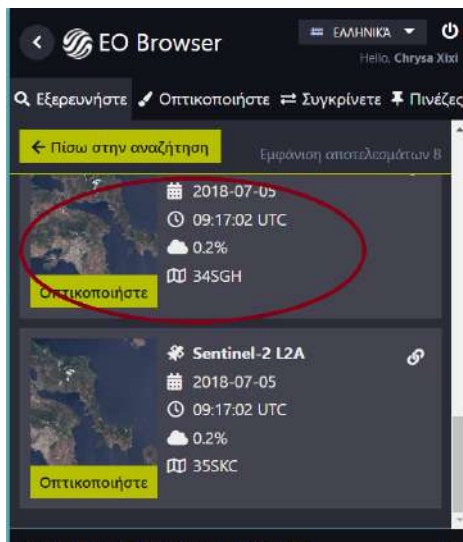 EO Browser
ΕΛΛΗΝΙΚΆ
Hello, Chrysa Xixi
Εξερευνήστε Οπτικοποιήστε Συγκρίνετε Πινέζες
Πίσω στην αναζήτηση
Εμφάνιση αποτελεσμάτων 8
2018-07-05
09:17:02 UTC
0.2%
34SGH
Οπτικοποιήστε
Sentinel-2 L2A
2018-07-05
09:17:02 UTC
0.2%
35SKC
Οπτικοποιήστε